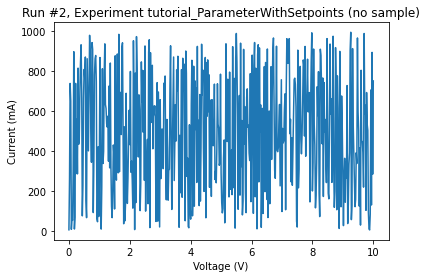 Run #2, Experiment tutorial_ParameterWithSetpoints (no sample)
1000
800
600
400
200
0
Current (mA)
0 2 4 6 8 10
Voltage (V)